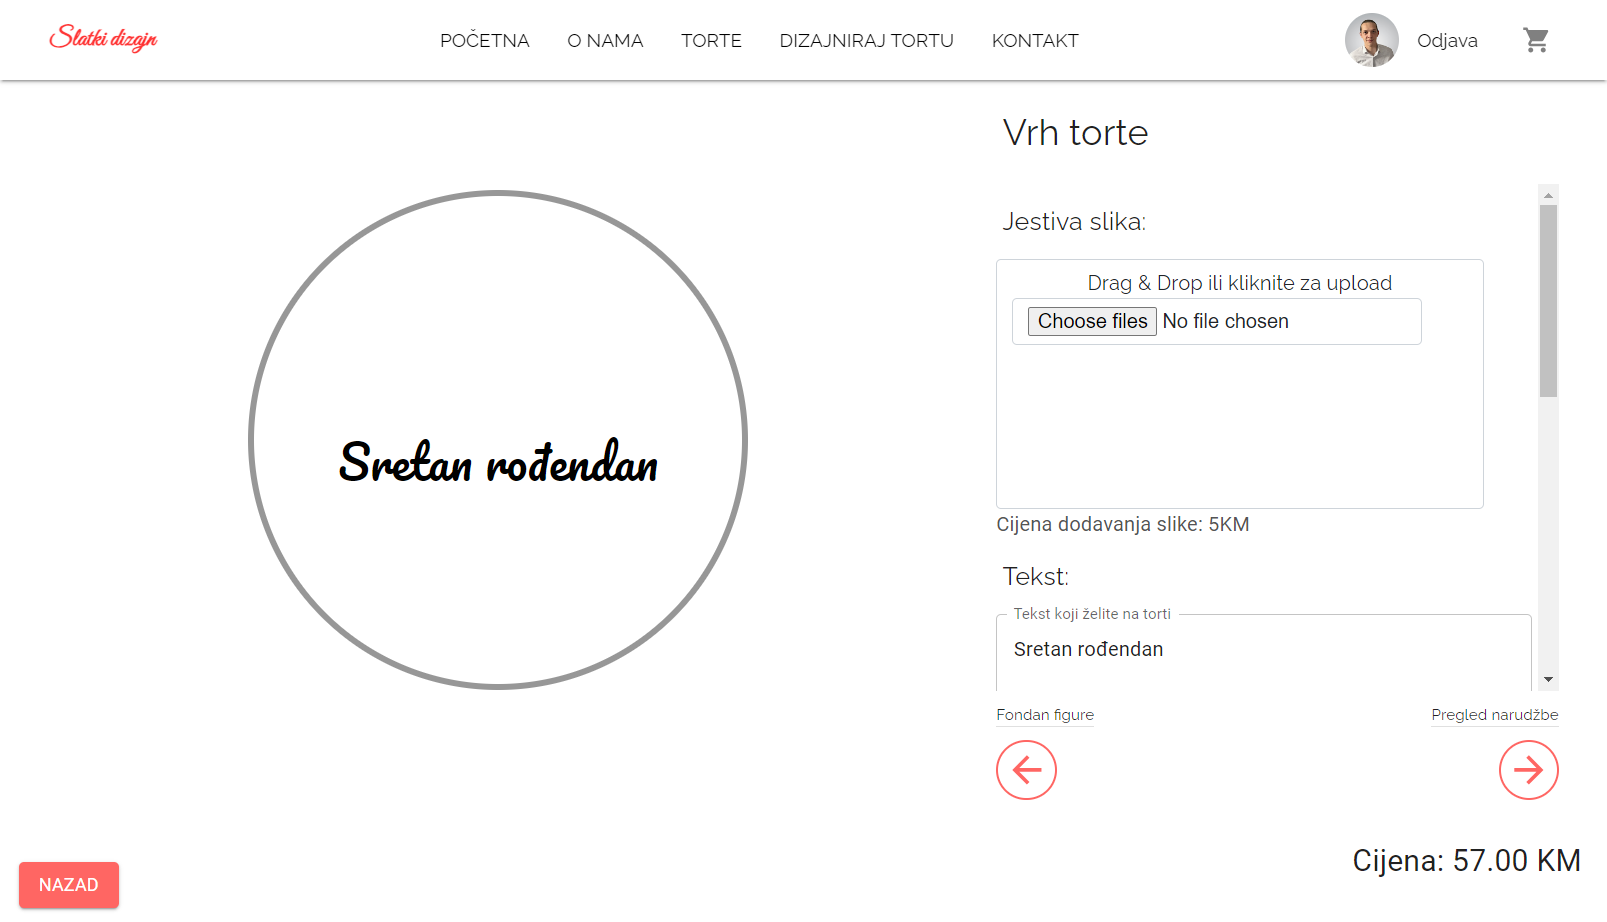 Slatki dizajn
POČETNA O NAMA TORTE DIZAJNIRAJ TORTU KONTAKT
Odjava
Vrh torte
Jestiva slika:
Drag & Drop ili kliknite za upload
Choose files No file chosen
Cijena dodavanja slike: 5KM
Tekst:
Tekst koji želite na torti
Sretan rođendan
Sretan rođendan
Fondan figure
Pregled narudžbe
Cijena: 57.00 KM
NAZAD